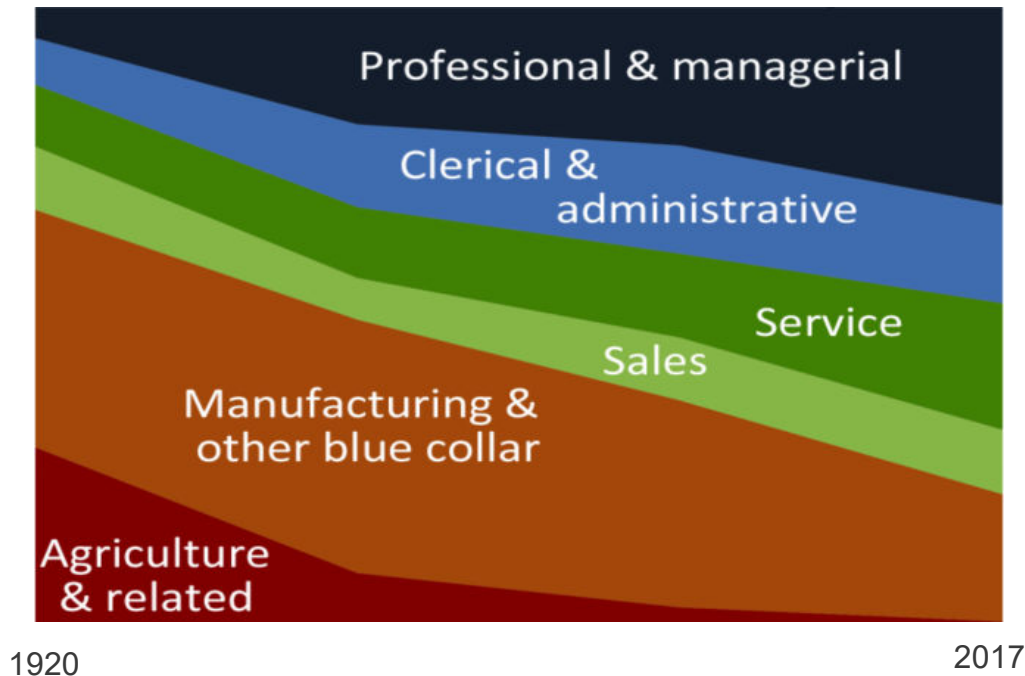 Professional & managerial
Clerical &
administrative
Service
Sales
Manufacturing &
other blue collar
Agriculture
& related
1920
2017